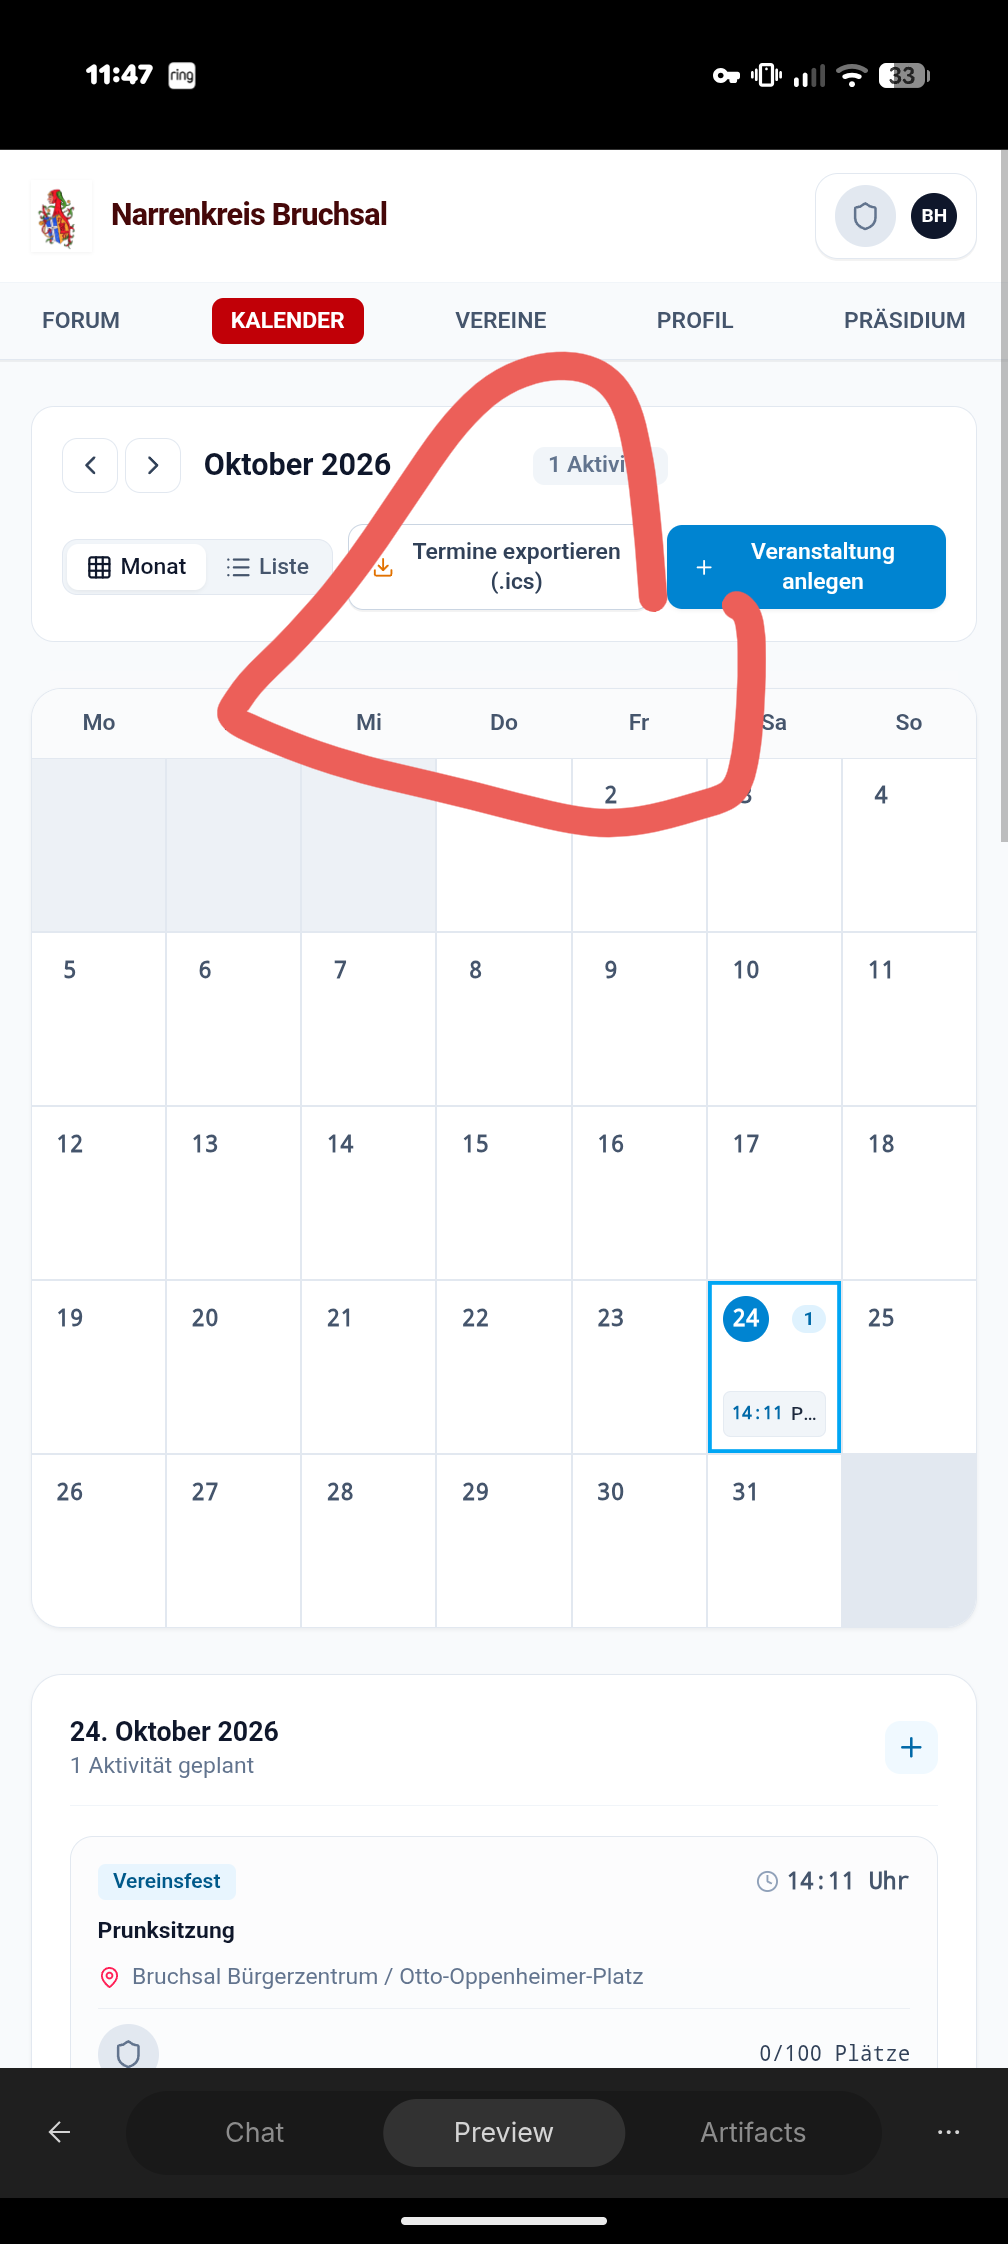 11:47 ring 33
Narrenkreis Bruchsal BH
FORUM KALENDER VEREINE PROFIL PRÄSIDIUM
Oktober 2026 1
Monat Liste Termine exportieren (.ics) Veranstaltung anlegen
Mo Mi Do Fr Sa So
2 3 4
5 6 7 8 9 10 11
12 13 14 15 16 17 18
19 20 21 22 23 24 1 25
14:11 P...
26 27 28 29 30 31
24. Oktober 2026
1 Aktivität geplant
Vereinsfest 14:11 Uhr
Prunksitzung
Bruchsal Bürgerzentrum / Otto-Oppenheimer-Platz
0/100 Plätze
Chat Preview Artifacts